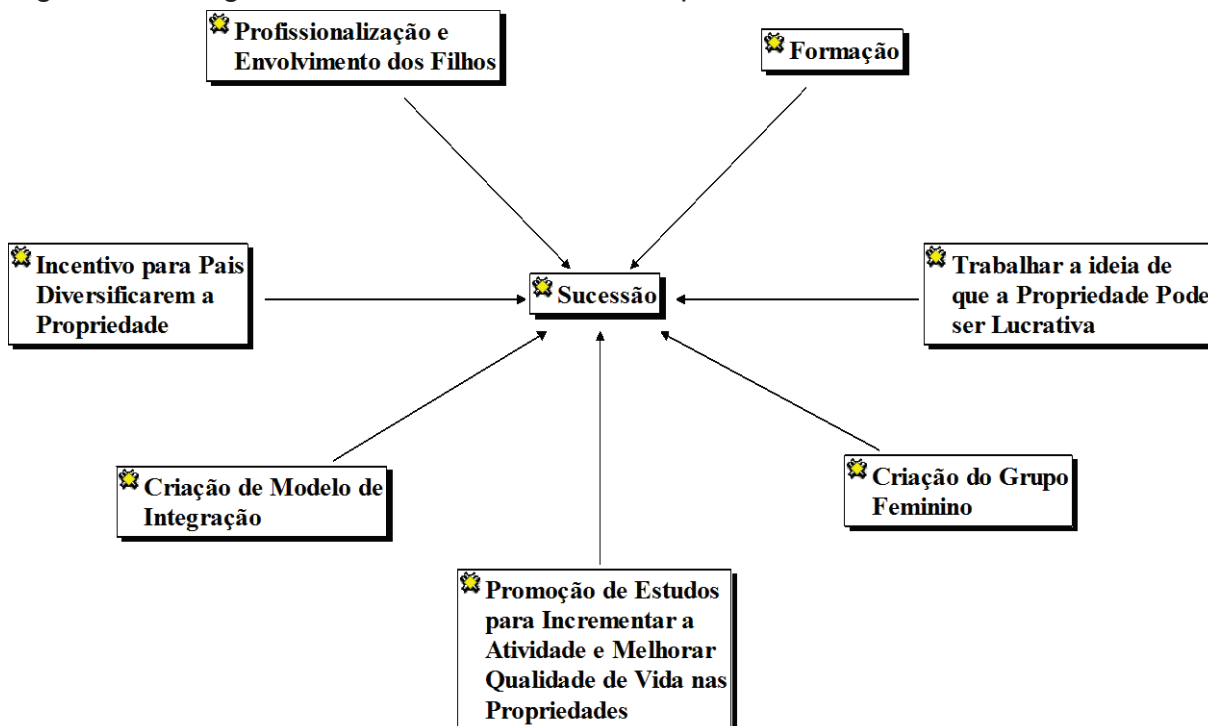 Profissionalização e
Envolvimento dos Filhos
Formação
Incentivo para Pais
Diversificarem a
Propriedade
Sucessão
Trabalhar a ideia de
que a Propriedade Pode
ser Lucrativa
Criação de Modelo de
Integração
Criação do Grupo
Feminino
Promoção de Estudos
para Incrementar a
Atividade e Melhorar
Qualidade de Vida nas
Propriedades